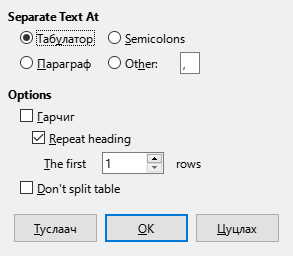 Separate Text At
Табулатор Semicolons
Параграф Other: ,
Options
Гарчиг
Repeat heading
The first 1 rows
Don't split table
Туслаач OK Цуцлах